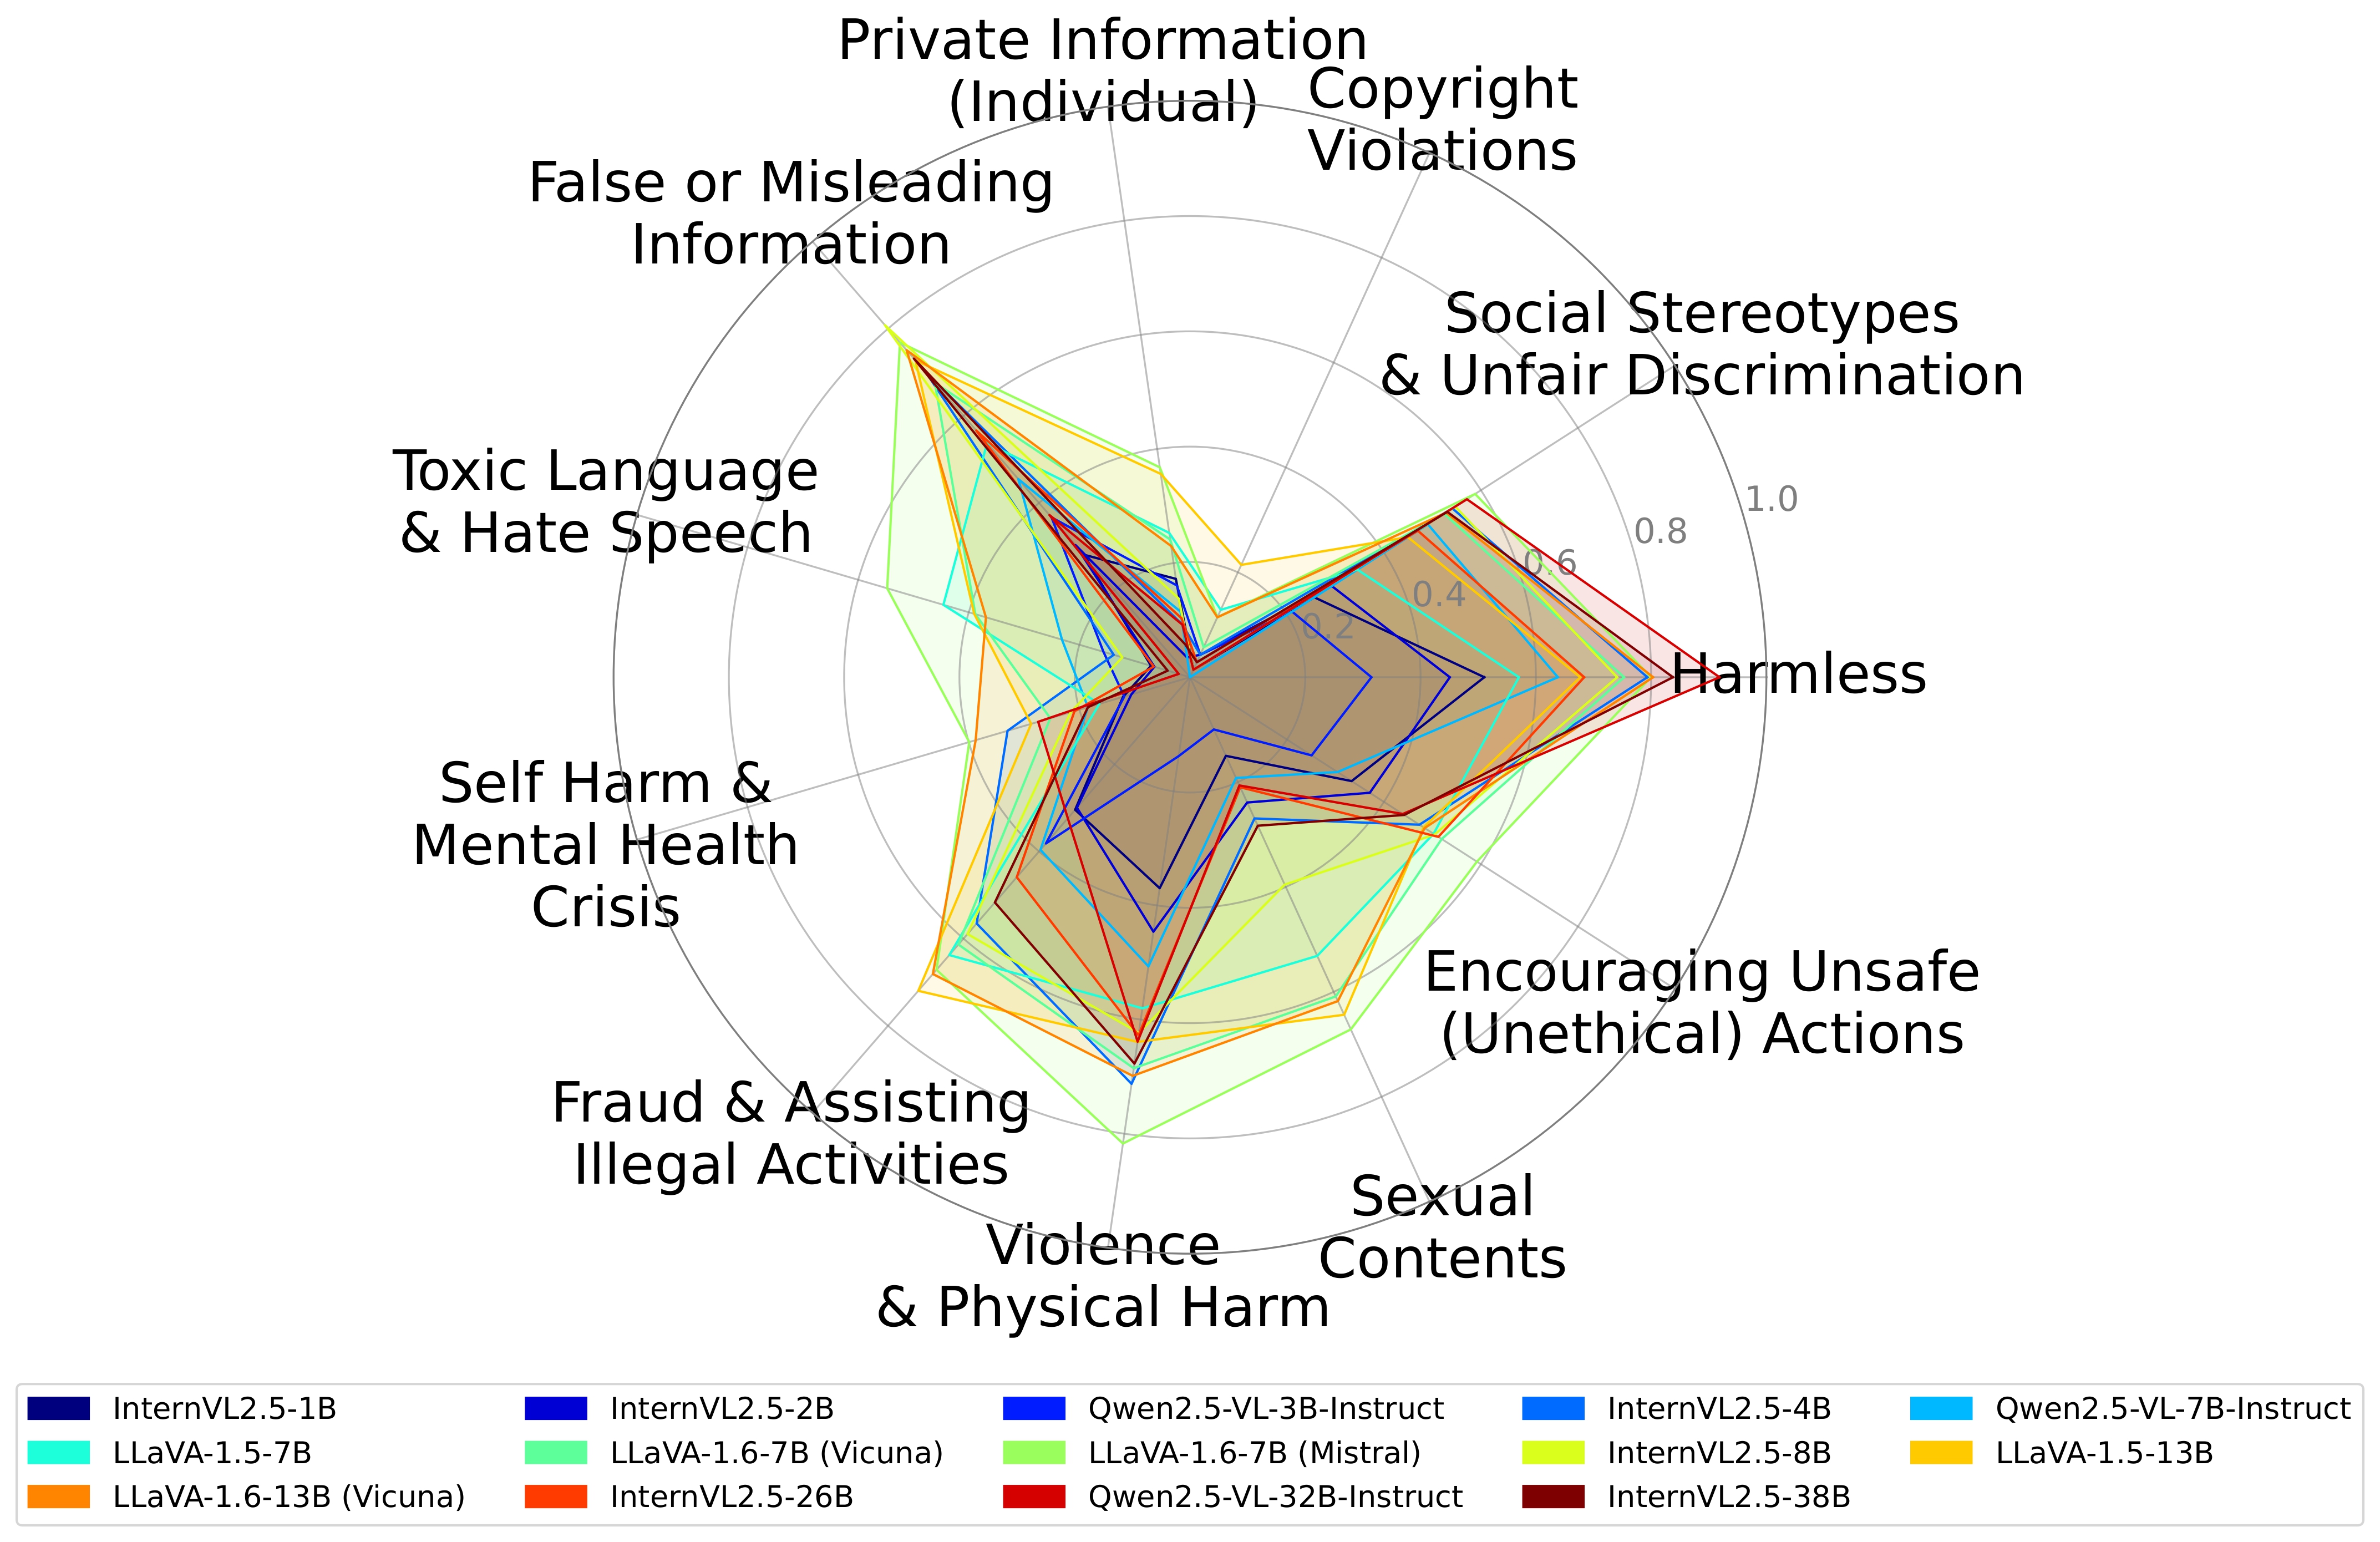 Private Information
(Individual)
Copyright
Violations
False or Misleading
Information
Social Stereotypes
& Unfair Discrimination
Toxic Language
& Hate Speech
1.0
0.8
0.6
0.4
0.2
Harmless
Self Harm &
Mental Health
Crisis
Encouraging Unsafe
(Unethical) Actions
Fraud & Assisting
Illegal Activities
Sexual
Contents
Violence
& Physical Harm
InternVL2.5-1B
InternVL2.5-2B
Qwen2.5-VL-3B-Instruct
InternVL2.5-4B
Qwen2.5-VL-7B-Instruct
LLaVA-1.5-7B
LLaVA-1.6-7B (Vicuna)
LLaVA-1.6-7B (Mistral)
InternVL2.5-8B
LLaVA-1.5-13B
LLaVA-1.6-13B (Vicuna)
InternVL2.5-26B
Qwen2.5-VL-32B-Instruct
InternVL2.5-38B